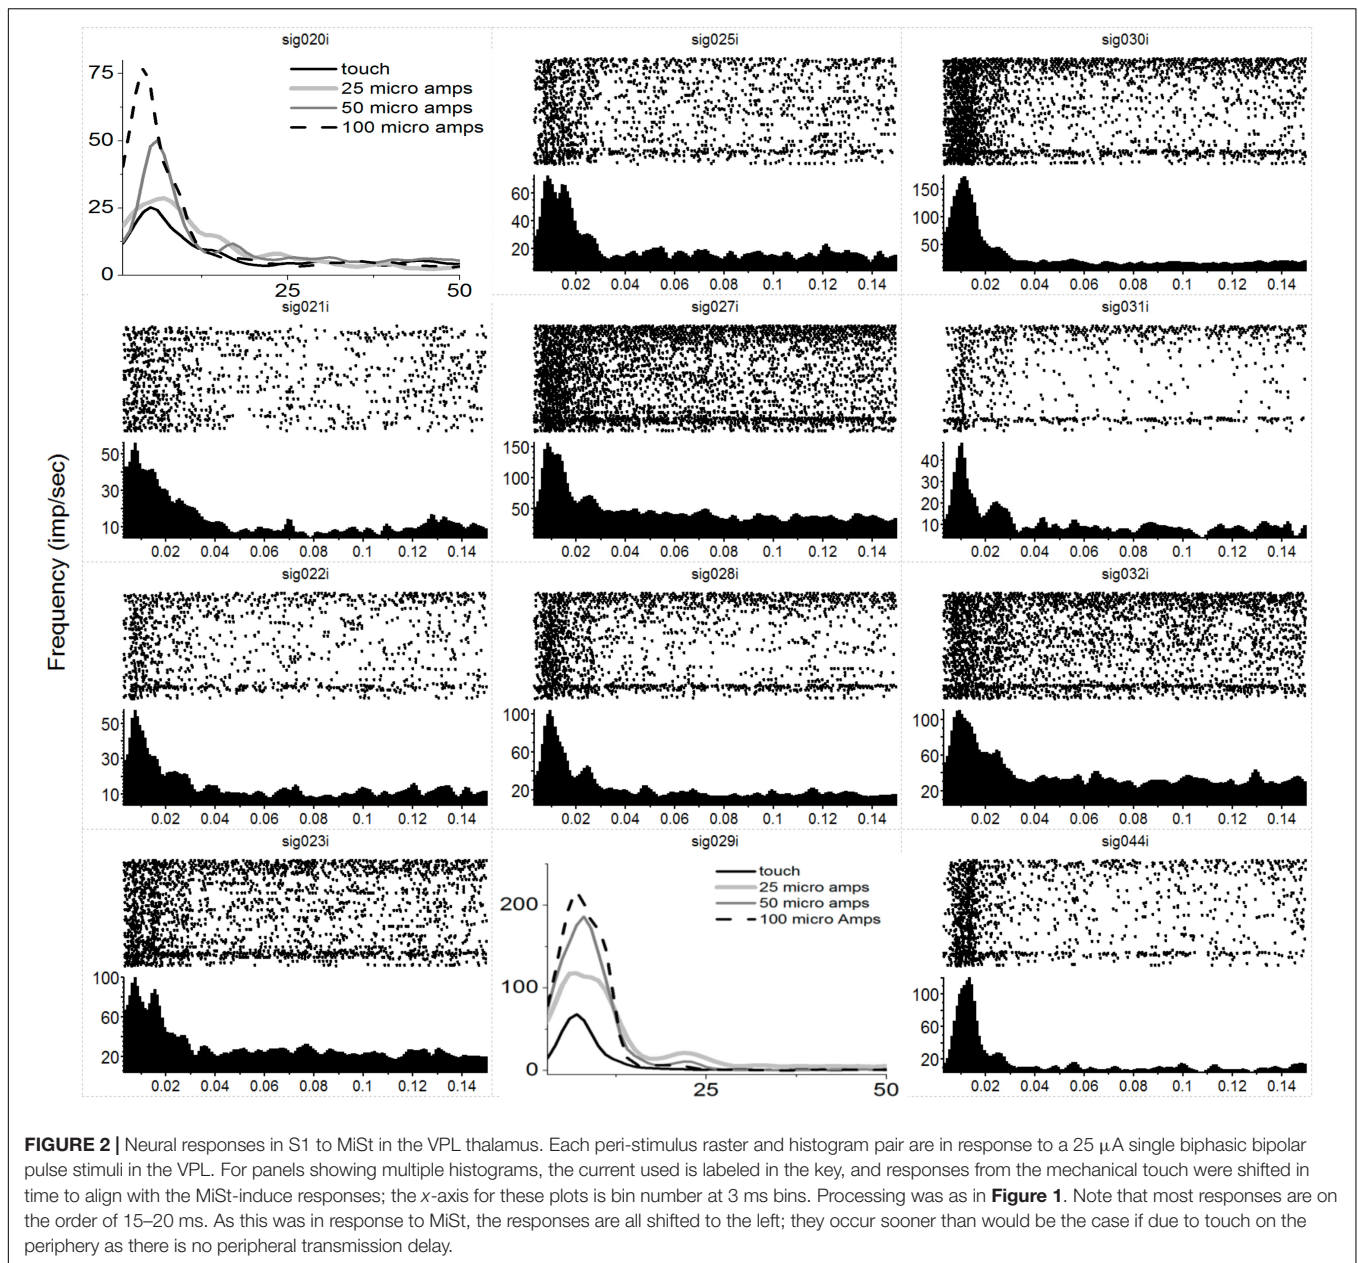 sig020i
75
50
25
0
25
50
touch
25 micro amps
50 micro amps
100 micro amps
sig025i
60
40
20
0.02 0.04 0.06 0.08 0.1 0.12 0.14
sig030i
150
100
50
0.02 0.04 0.06 0.08 0.1 0.12 0.14
Frequency (imp/sec)
sig021i
50
30
10
0.02 0.04 0.06 0.08 0.1 0.12 0.14
sig027i
150
100
50
0.02 0.04 0.06 0.08 0.1 0.12 0.14
sig031i
40
30
20
10
0.02 0.04 0.06 0.08 0.1 0.12 0.14
sig022i
50
30
10
0.02 0.04 0.06 0.08 0.1 0.12 0.14
sig028i
100
60
20
0.02 0.04 0.06 0.08 0.1 0.12 0.14
sig032i
100
60
20
0.02 0.04 0.06 0.08 0.1 0.12 0.14
sig023i
100
60
20
0.02 0.04 0.06 0.08 0.1 0.12 0.14
sig029i
200
100
0
25
50
touch
25 micro amps
50 micro amps
100 micro Amps
sig044i
100
60
20
0.02 0.04 0.06 0.08 0.1 0.12 0.14
FIGURE 2 | Neural responses in S1 to MiSt in the VPL thalamus. Each peri-stimulus raster and histogram pair are in response to a 25 μA single biphasic bipolar
pulse stimuli in the VPL. For panels showing multiple histograms, the current used is labeled in the key, and responses from the mechanical touch were shifted in
time to align with the MiSt-induce responses; the x-axis for these plots is bin number at 3 ms bins. Processing was as in Figure 1. Note that most responses are on
the order of 15–20 ms. As this was in response to MiSt, the responses are all shifted to the left; they occur sooner than would be the case if due to touch on the
periphery as there is no peripheral transmission delay.